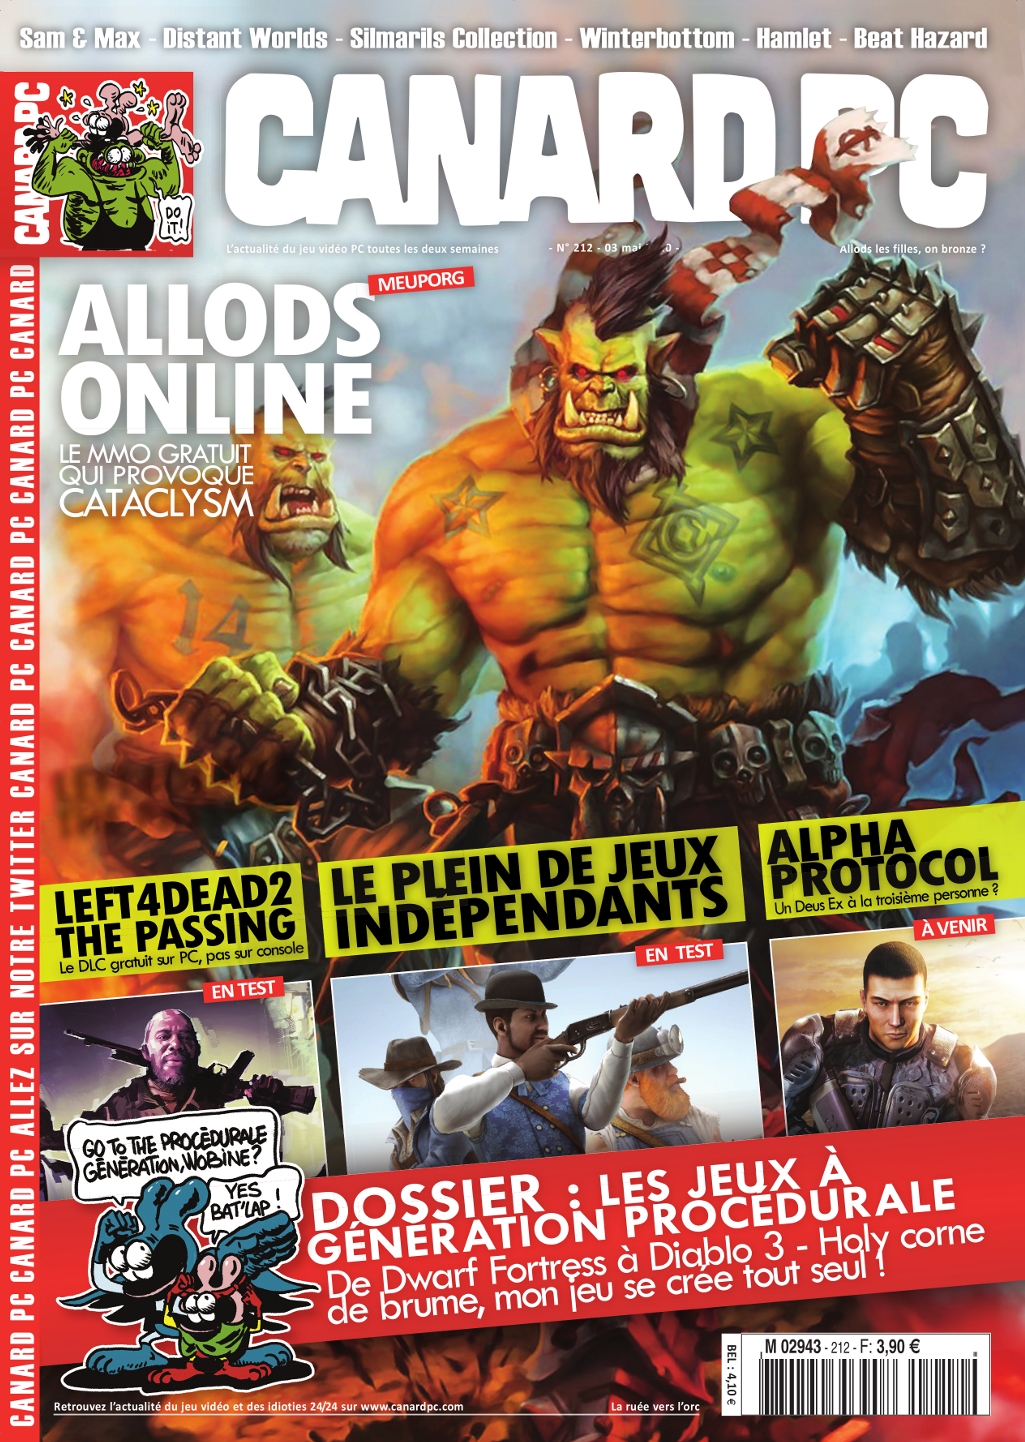 Sam & Max - Distant Worlds - Silmarils Collection - Winterbottom - Hamlet - Beat Hazard
CANARD PC
CANARD PC
DO
IT!
L'actualité du jeu vidéo PC toutes les deux semaines
- N° 212 - 03 mai
Allods les filles, on bronze ?
MEUPORG
ALLODS
ONLINE
LE MMO GRATUIT
QUI PROVOQUE
CATACLYSM
14
LEFT4DEAD2
THE PASSING
Le DLC gratuit sur PC, pas sur console
EN TEST
LE PLEIN DE JEUX
INDÉPENDANTS
EN TEST
ALPHA
PROTOCOL
Un Deus Ex à la troisième personne ?
À VENIR
GO TO THE PROCÉDURALE
GÉNÉRATION, WOBINE ?
YES
BAT'LAP !
DOSSIER : LES JEUX À
GÉNÉRATION PROCÉDURALE
De Dwarf Fortress à Diablo 3 - Holy corne
de brume, mon jeu se crée tout seul !
BEL : 4,10 €
M 02943 - 212 - F: 3,90 €
Retrouvez l'actualité du jeu vidéo et des idioties 24/24 sur www.canardpc.com
La ruée vers l'orc
CANARD PC CANARD PC ALLEZ SUR NOTRE TWITTER CANARD PC CANARD PC CANARD PC CANARD PC CANARD